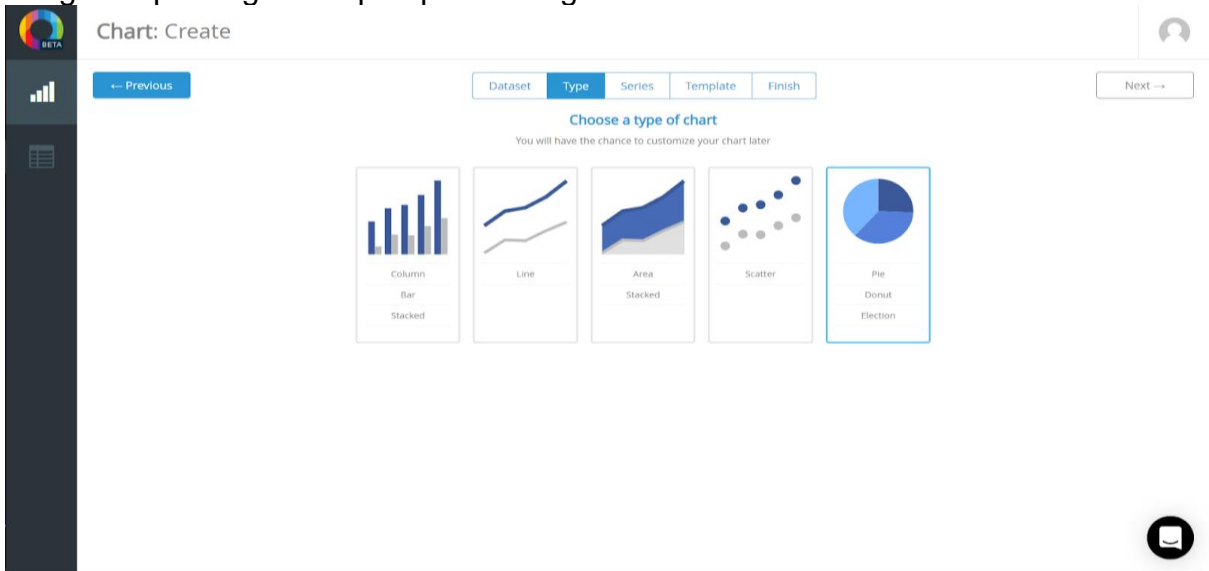 Chart: Create
BETA
← Previous
Dataset Type Series Template Finish
Next →
Choose a type of chart
You will have the chance to customize your chart later
Column
Bar
Stacked
Line
Area
Stacked
Scatter
Pie
Donut
Election